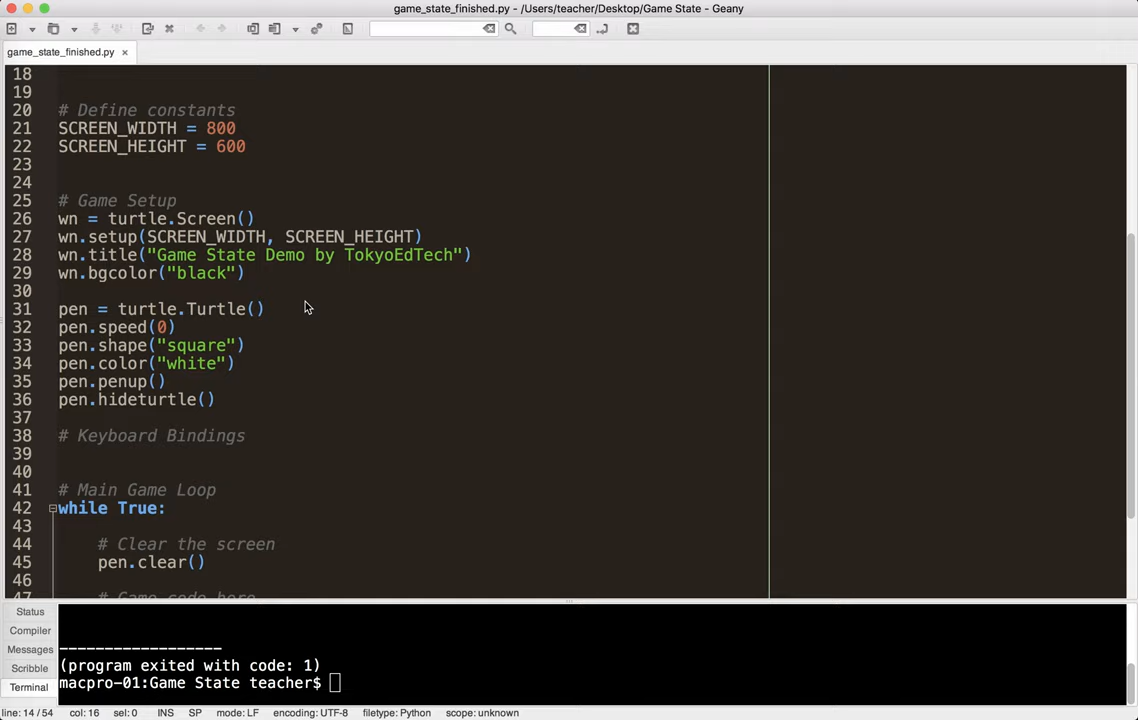 game_state_finished.py - /Users/teacher/Desktop/Game State - Geany
game_state_finished.py ×
18
19
20 # Define constants
21 SCREEN_WIDTH = 800
22 SCREEN_HEIGHT = 600
23
24
25 # Game Setup
26 wn = turtle.Screen()
27 wn.setup(SCREEN_WIDTH, SCREEN_HEIGHT)
28 wn.title("Game State Demo by TokyoEdTech")
29 wn.bgcolor("black")
30
31 pen = turtle.Turtle()
32 pen.speed(0)
33 pen.shape("square")
34 pen.color("white")
35 pen.penup()
36 pen.hideturtle()
37
38 # Keyboard Bindings
39
40
41 # Main Game Loop
42 while True:
43
44 # Clear the screen
45 pen.clear()
46
47 # Game code here
Status
Compiler
Messages
Scribble
Terminal
------------------
(program exited with code: 1)
macpro-01:Game State teacher$
line: 14 / 54 col: 16 sel: 0 INS SP mode: LF encoding: UTF-8 filetype: Python scope: unknown